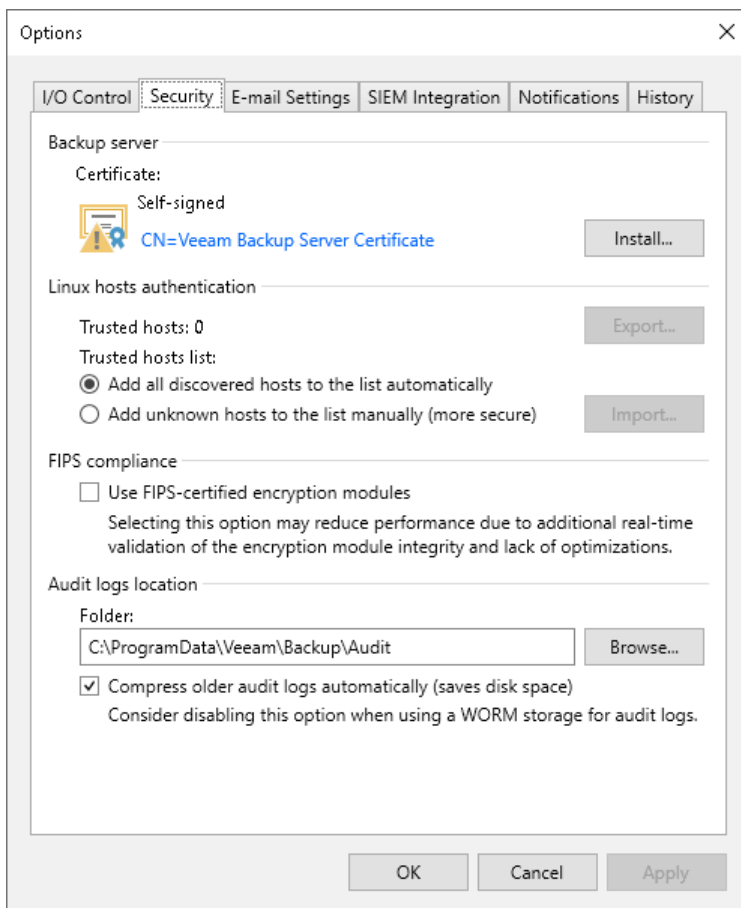 Options
I/O Control Security E-mail Settings SIEM Integration Notifications History
Backup server
Certificate:
Self-signed
CN=Veeam Backup Server Certificate Install...
Linux hosts authentication
Trusted hosts: 0 Export...
Trusted hosts list:
Add all discovered hosts to the list automatically
Add unknown hosts to the list manually (more secure) Import...
FIPS compliance
Use FIPS-certified encryption modules
Selecting this option may reduce performance due to additional real-time
validation of the encryption module integrity and lack of optimizations.
Audit logs location
Folder:
C:\ProgramData\Veeam\Backup\Audit Browse...
Compress older audit logs automatically (saves disk space)
Consider disabling this option when using a WORM storage for audit logs.
OK Cancel Apply